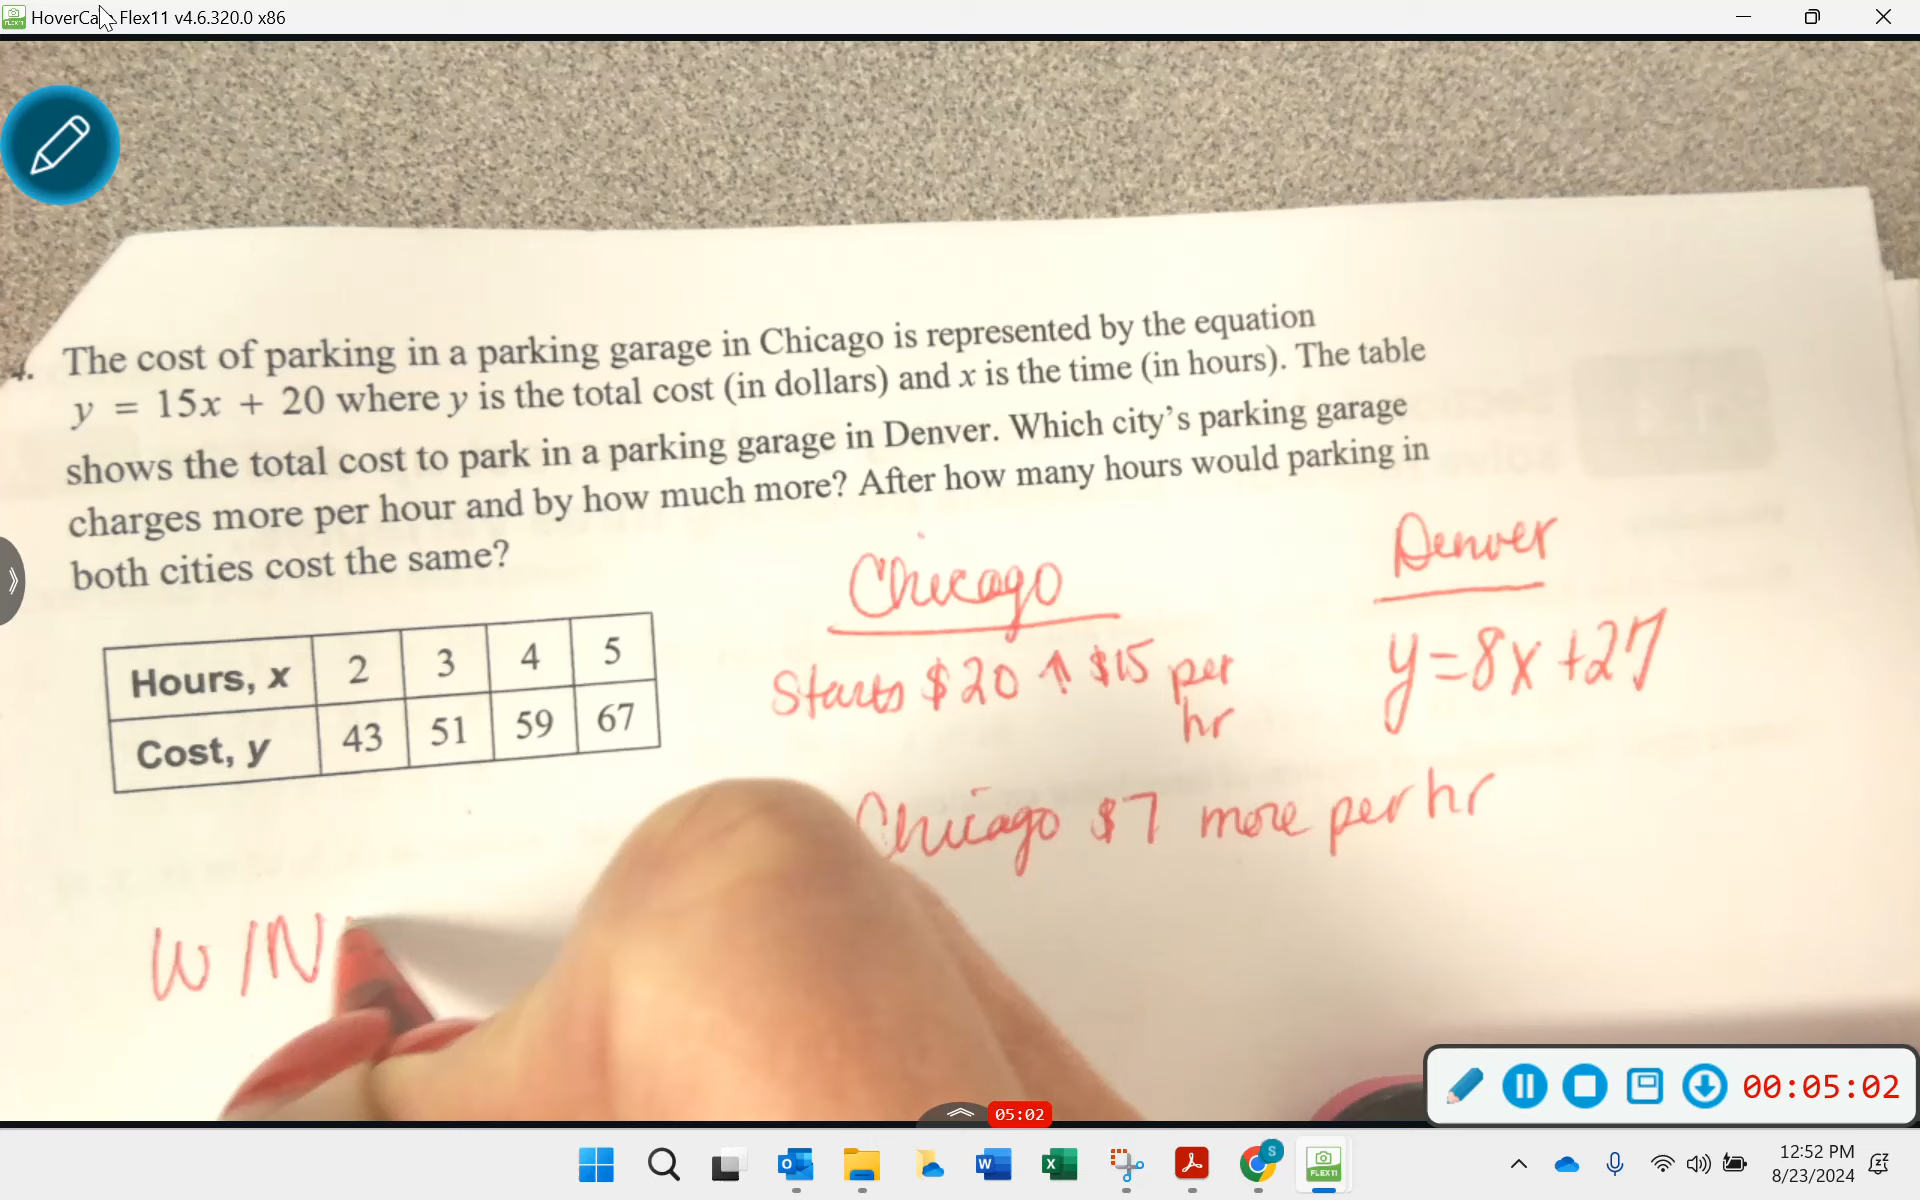 HoverCa Flex11 v4.6.320.0 x86
4. The cost of parking in a parking garage in Chicago is represented by the equation
y = 15x + 20 where y is the total cost (in dollars) and x is the time (in hours). The table
shows the total cost to park in a parking garage in Denver. Which city's parking garage
charges more per hour and by how much more? After how many hours would parking in
both cities cost the same?
Hours, x 2 3 4 5
Cost, y 43 51 59 67
Chicago
Starts $20 ↑ $15 per
hr
Denver
y=8x+27
Chicago $7 more per hr
W/N
00:05:02
05:02
FLEX11
12:52 PM
8/23/2024